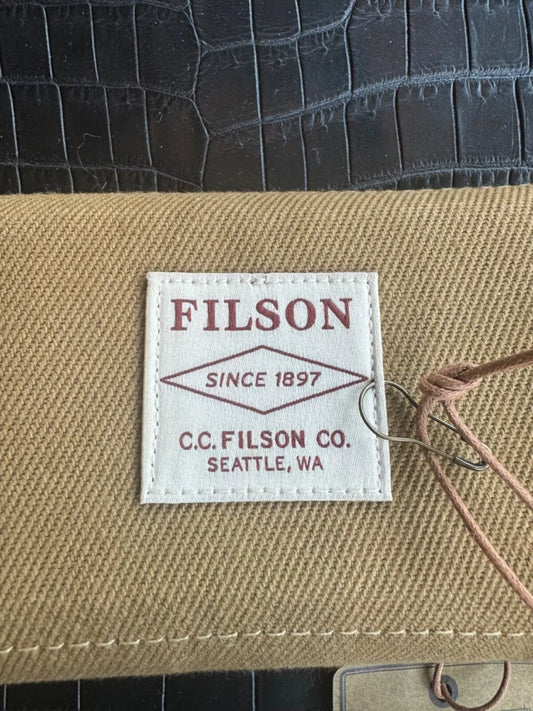 FILSON
SINCE 1897
C.C. FILSON CO.
SEATTLE, WA